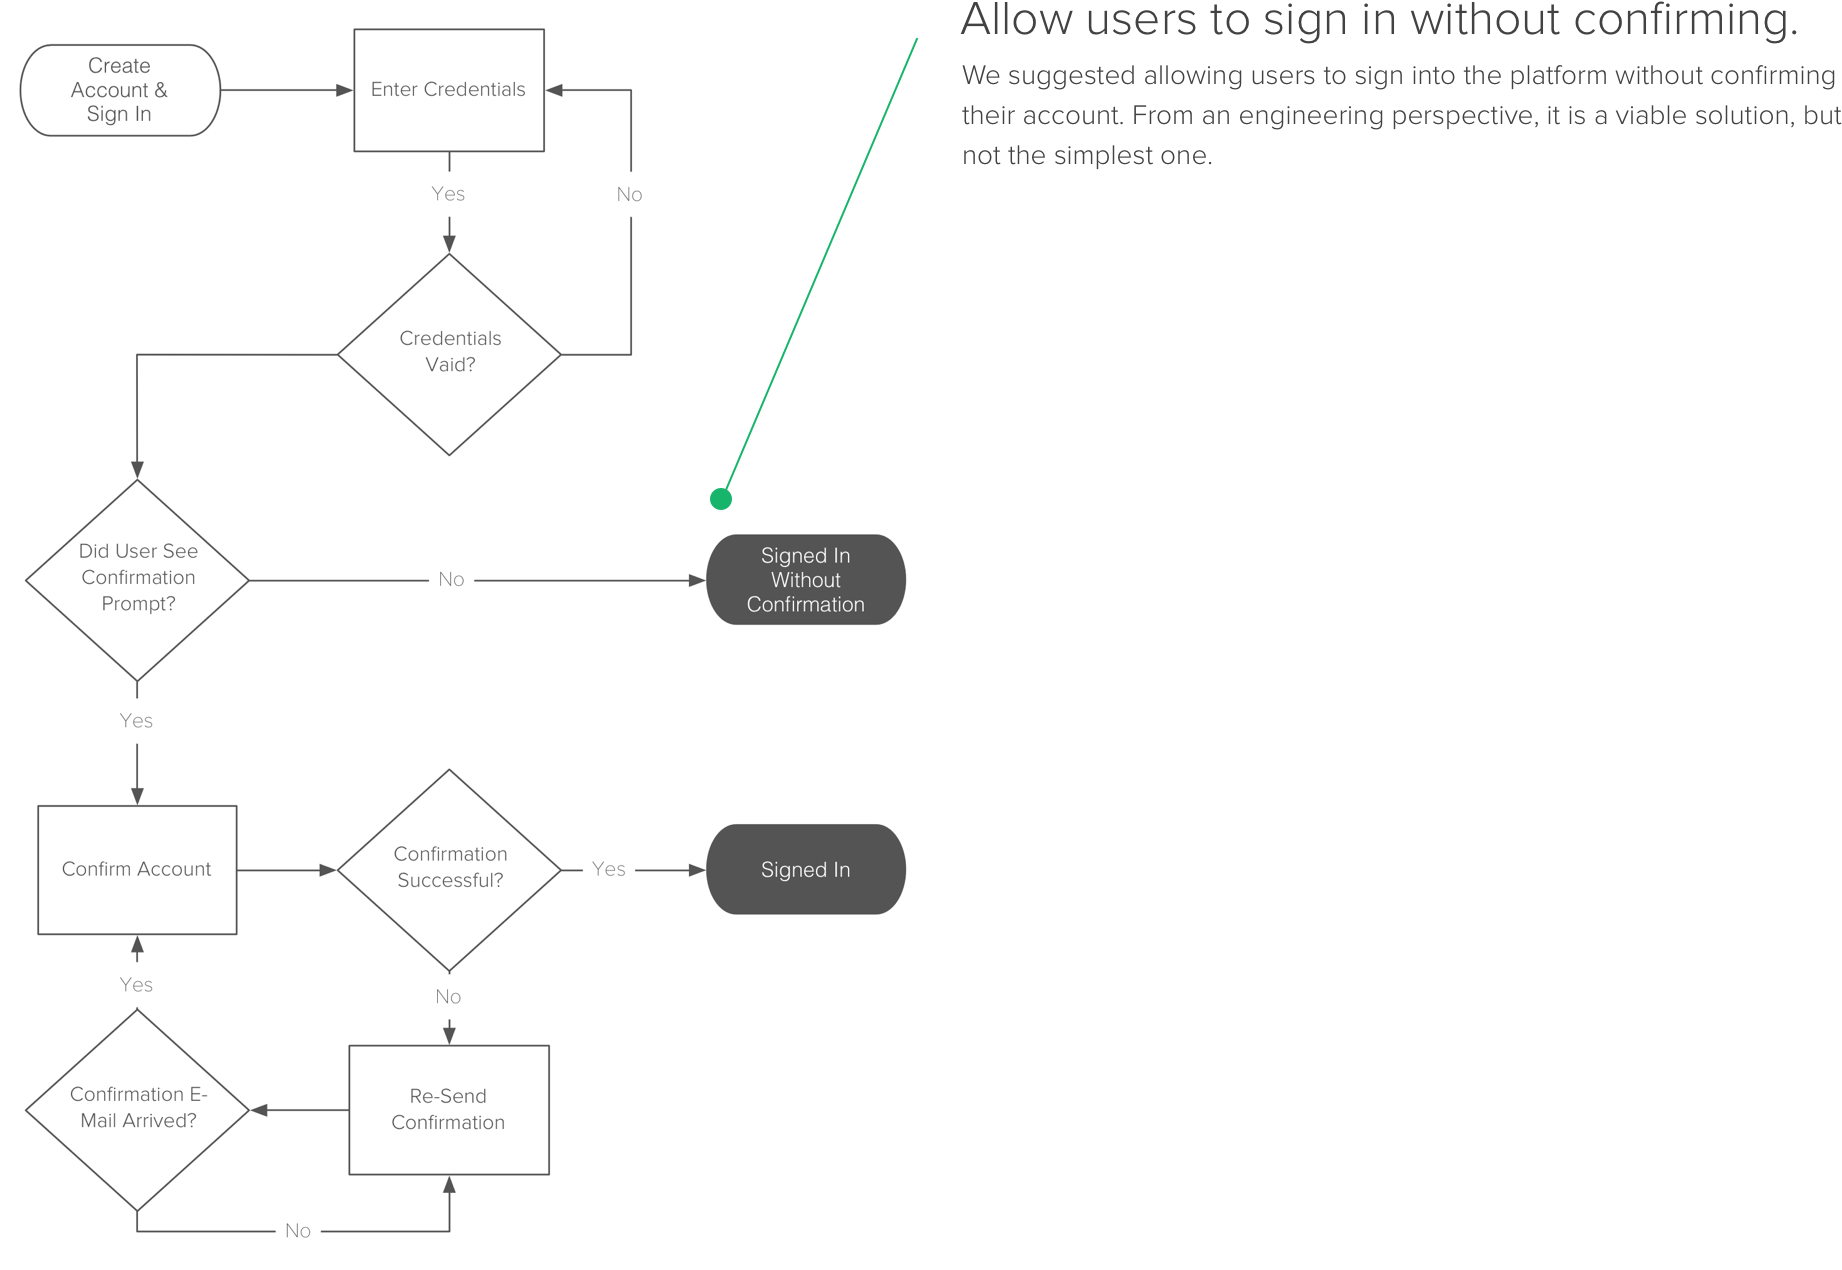 Allow users to sign in without confirming.
We suggested allowing users to sign into the platform without confirming
their account. From an engineering perspective, it is a viable solution, but
not the simplest one.
Create
Account &
Sign In
Enter Credentials
Yes
No
Credentials
Vaid?
Did User See
Confirmation
Prompt?
No
Signed In
Without
Confirmation
Yes
Confirm Account
Confirmation
Successful?
Yes
Signed In
Yes
No
Confirmation E-
Mail Arrived?
Re-Send
Confirmation
No